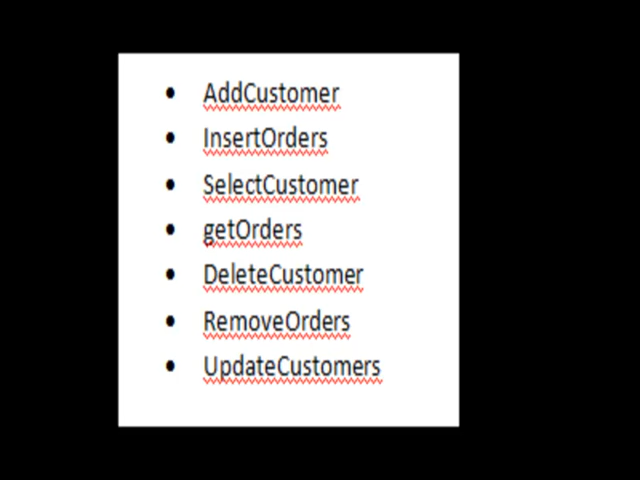 • AddCustomer
• InsertOrders
• SelectCustomer
• getOrders
• DeleteCustomer
• RemoveOrders
• UpdateCustomers